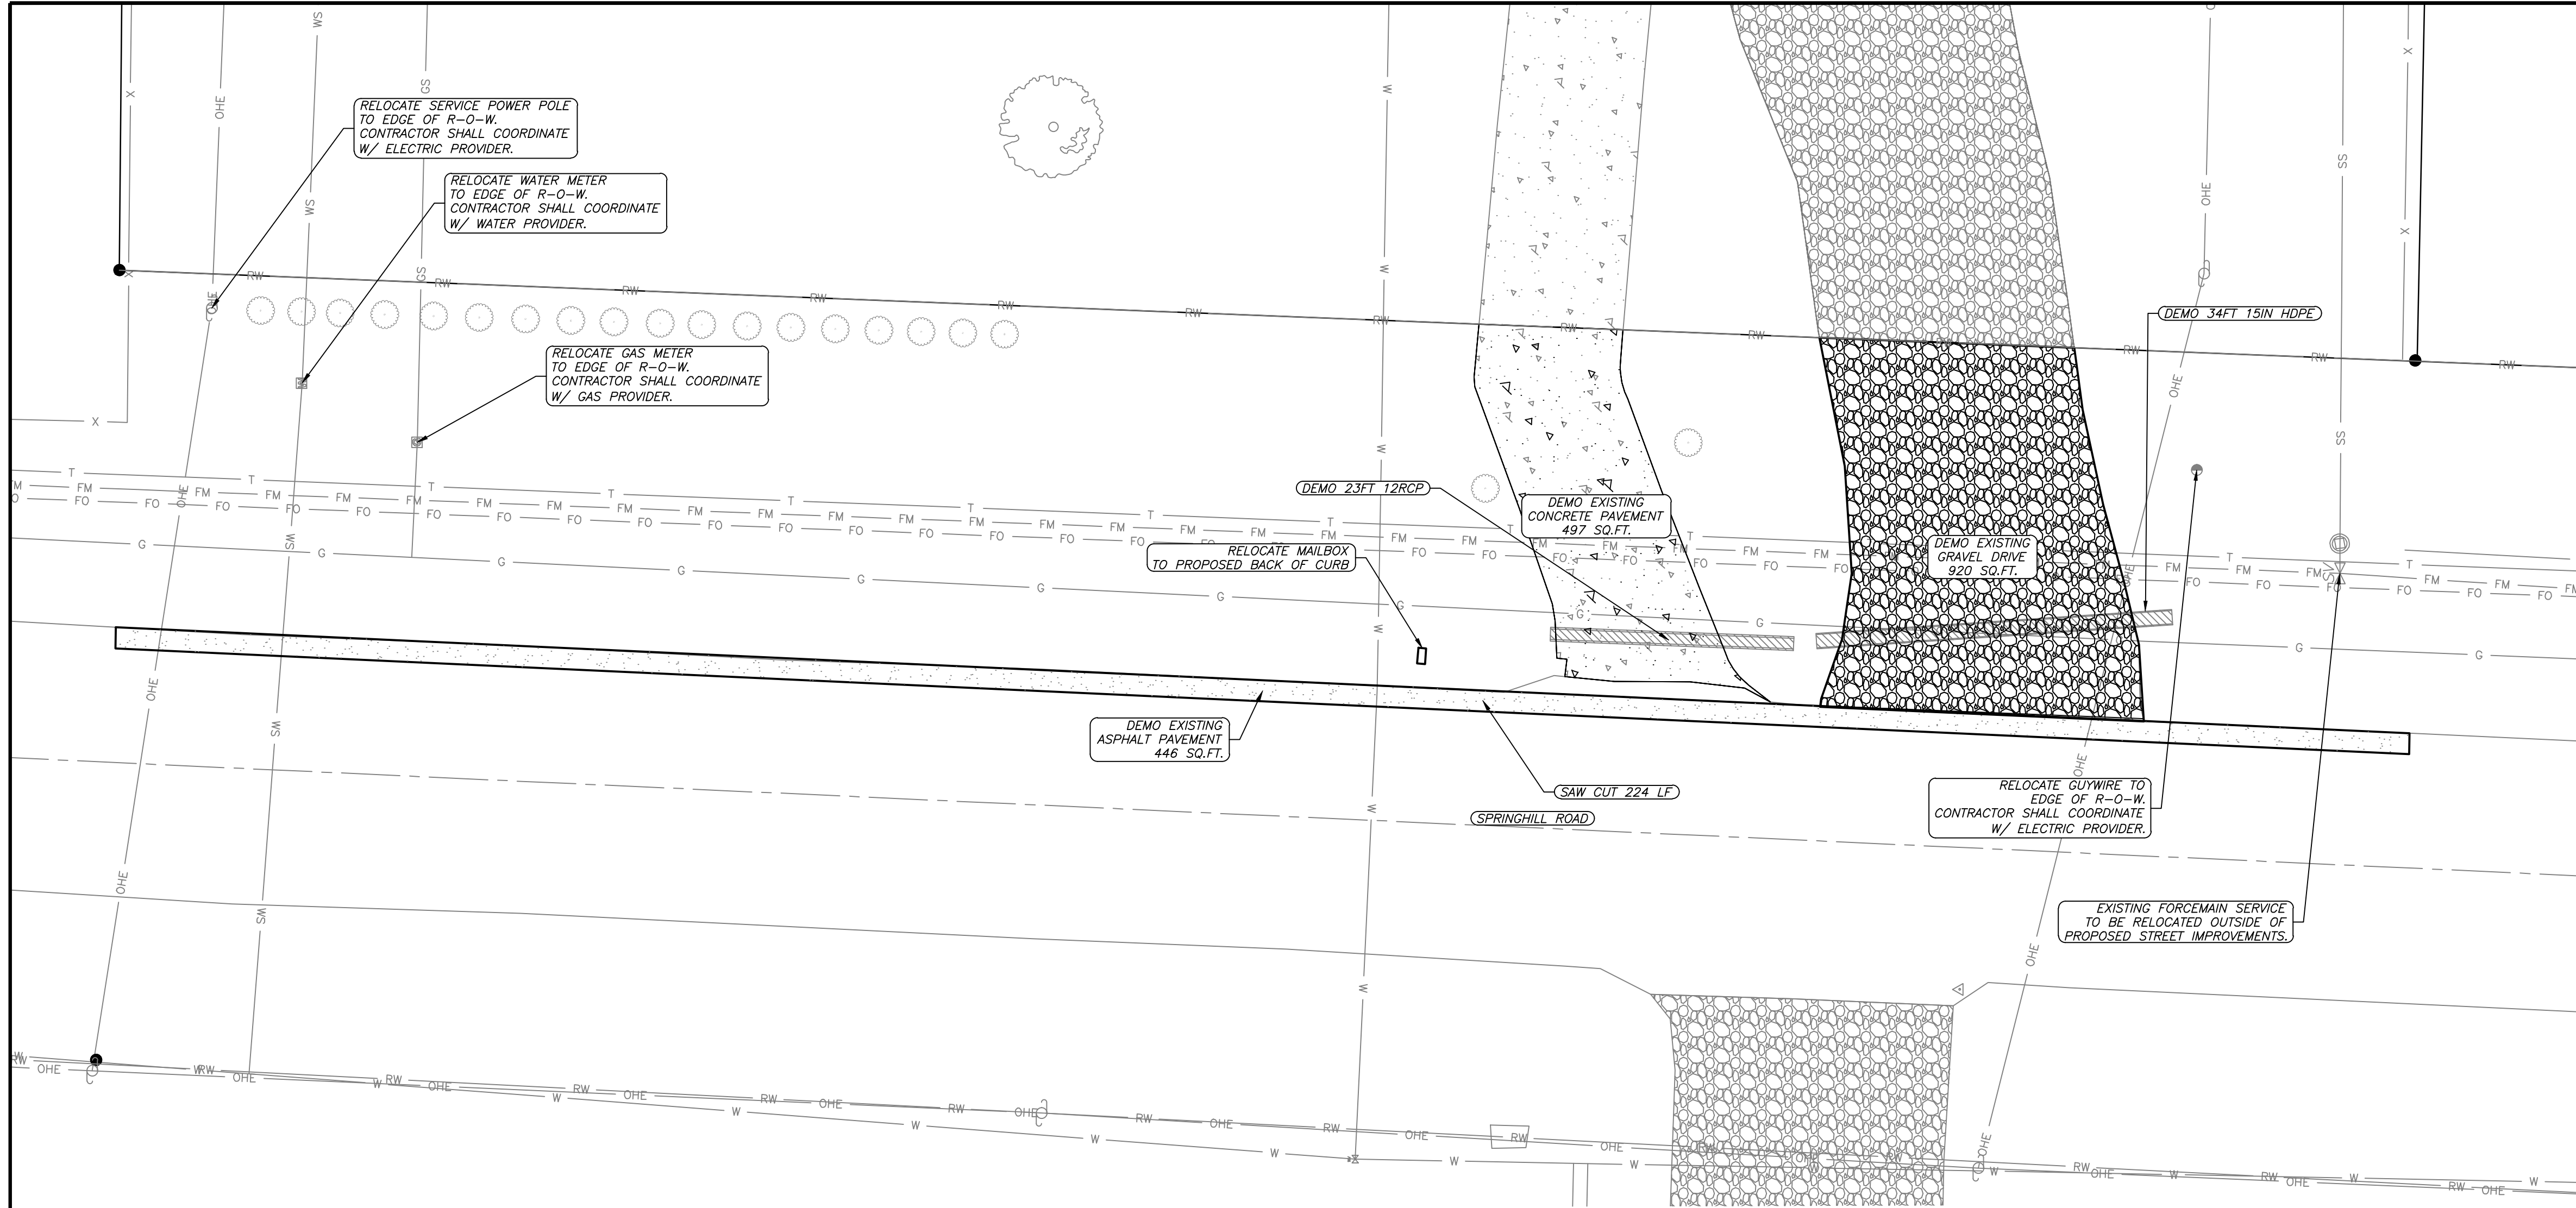 RELOCATE SERVICE POWER POLE
TO EDGE OF R-O-W.
CONTRACTOR SHALL COORDINATE
W/ ELECTRIC PROVIDER.
RELOCATE WATER METER
TO EDGE OF R-O-W.
CONTRACTOR SHALL COORDINATE
W/ WATER PROVIDER.
RELOCATE GAS METER
TO EDGE OF R-O-W.
CONTRACTOR SHALL COORDINATE
W/ GAS PROVIDER.
DEMO 34FT 15IN HDPE
DEMO 23FT 12RCP
DEMO EXISTING
CONCRETE PAVEMENT
497 SQ.FT.
RELOCATE MAILBOX
TO PROPOSED BACK OF CURB
DEMO EXISTING
GRAVEL DRIVE
920 SQ.FT.
DEMO EXISTING
ASPHALT PAVEMENT
446 SQ.FT.
SAW CUT 224 LF
SPRINGHILL ROAD
RELOCATE GUYWIRE TO
EDGE OF R-O-W.
CONTRACTOR SHALL COORDINATE
W/ ELECTRIC PROVIDER.
EXISTING FORCEMAIN SERVICE
TO BE RELOCATED OUTSIDE OF
PROPOSED STREET IMPROVEMENTS.